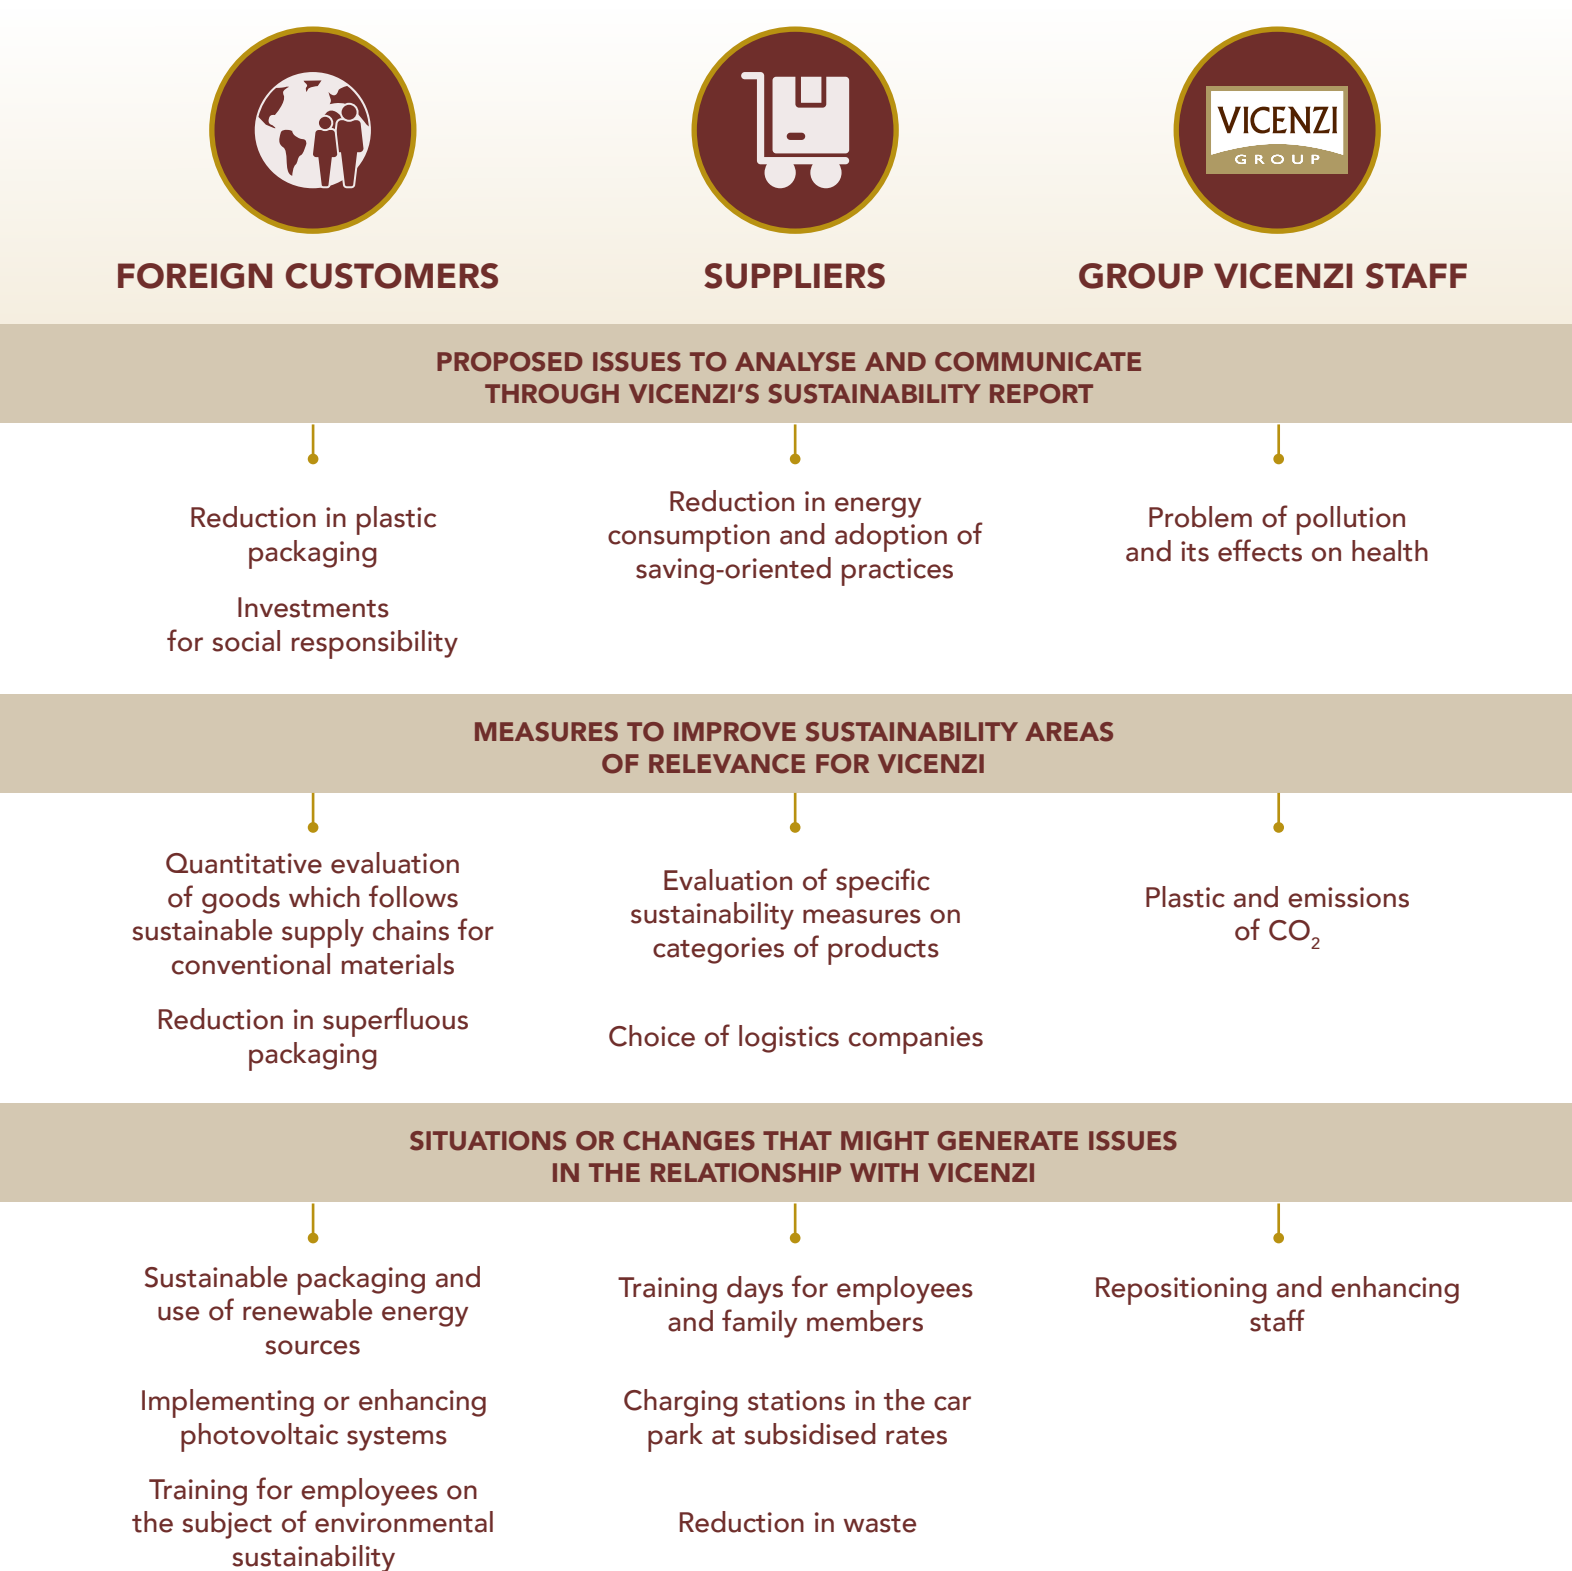 VICENZI
GROUP
FOREIGN CUSTOMERS
SUPPLIERS
GROUP VICENZI STAFF
PROPOSED ISSUES TO ANALYSE AND COMMUNICATE
THROUGH VICENZI'S SUSTAINABILITY REPORT
Reduction in plastic
packaging
Investments
for social responsibility
Reduction in energy
consumption and adoption of
saving-oriented practices
Problem of pollution
and its effects on health
MEASURES TO IMPROVE SUSTAINABILITY AREAS
OF RELEVANCE FOR VICENZI
Quantitative evaluation
of goods which follows
sustainable supply chains for
conventional materials
Reduction in superfluous
packaging
Evaluation of specific
sustainability measures on
categories of products
Choice of logistics companies
Plastic and emissions
of CO₂
SITUATIONS OR CHANGES THAT MIGHT GENERATE ISSUES
IN THE RELATIONSHIP WITH VICENZI
Sustainable packaging and
use of renewable energy
sources
Implementing or enhancing
photovoltaic systems
Training for employees on
the subject of environmental
sustainability
Training days for employees
and family members
Charging stations in the car
park at subsidised rates
Reduction in waste
Repositioning and enhancing
staff